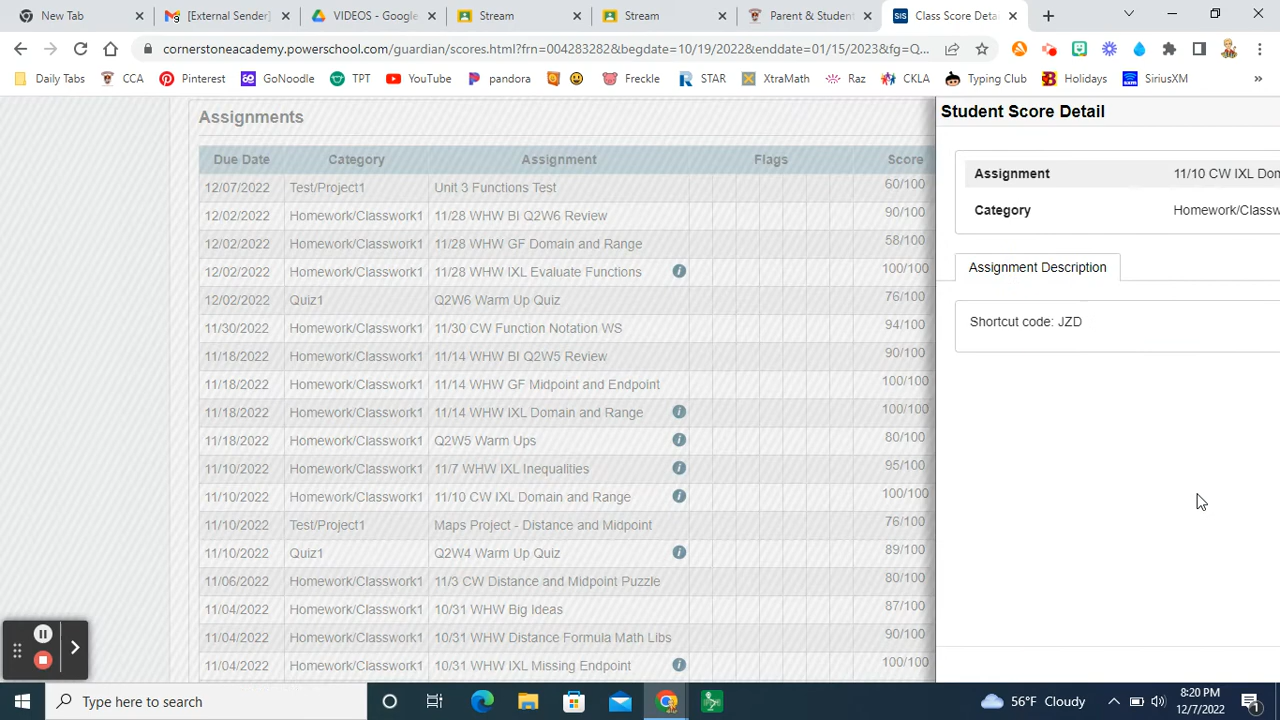 New Tab
External Sender]
VIDEOS - Google
Stream
Stream
Parent & Studen
SIS Class Score Deta
cornerstoneacademy.powerschool.com/guardian/scores.html?frn=004283282&begdate=10/19/2022&enddate=01/15/2023&fg=Q...
Daily Tabs
CCA
Pinterest
GoNoodle
TPT
YouTube
pandora
Freckle
STAR
XtraMath
Raz
CKLA
Typing Club
Holidays
SiriusXM
Assignments
Due Date Category Assignment Flags Score
12/07/2022 Test/Project1 Unit 3 Functions Test 60/100
12/02/2022 Homework/Classwork1 11/28 WHW BI Q2W6 Review 90/100
12/02/2022 Homework/Classwork1 11/28 WHW GF Domain and Range 58/100
12/02/2022 Homework/Classwork1 11/28 WHW IXL Evaluate Functions i 100/100
12/02/2022 Quiz1 Q2W6 Warm Up Quiz 76/100
11/30/2022 Homework/Classwork1 11/30 CW Function Notation WS 94/100
11/18/2022 Homework/Classwork1 11/14 WHW BI Q2W5 Review 90/100
11/18/2022 Homework/Classwork1 11/14 WHW GF Midpoint and Endpoint 100/100
11/18/2022 Homework/Classwork1 11/14 WHW IXL Domain and Range i 100/100
11/18/2022 Homework/Classwork1 Q2W5 Warm Ups i 80/100
11/10/2022 Homework/Classwork1 11/7 WHW IXL Inequalities i 95/100
11/10/2022 Homework/Classwork1 11/10 CW IXL Domain and Range i 100/100
11/10/2022 Test/Project1 Maps Project - Distance and Midpoint 76/100
11/10/2022 Quiz1 Q2W4 Warm Up Quiz i 89/100
11/06/2022 Homework/Classwork1 11/3 CW Distance and Midpoint Puzzle 80/100
11/04/2022 Homework/Classwork1 10/31 WHW Big Ideas 87/100
11/04/2022 Homework/Classwork1 10/31 WHW Distance Formula Math Libs 90/100
11/04/2022 Homework/Classwork1 10/31 WHW IXL Missing Endpoint i 100/100
Student Score Detail
Assignment 11/10 CW IXL Don
Category Homework/Classw
Assignment Description
Shortcut code: JZD
Type here to search
56°F Cloudy
8:20 PM
12/7/2022
1